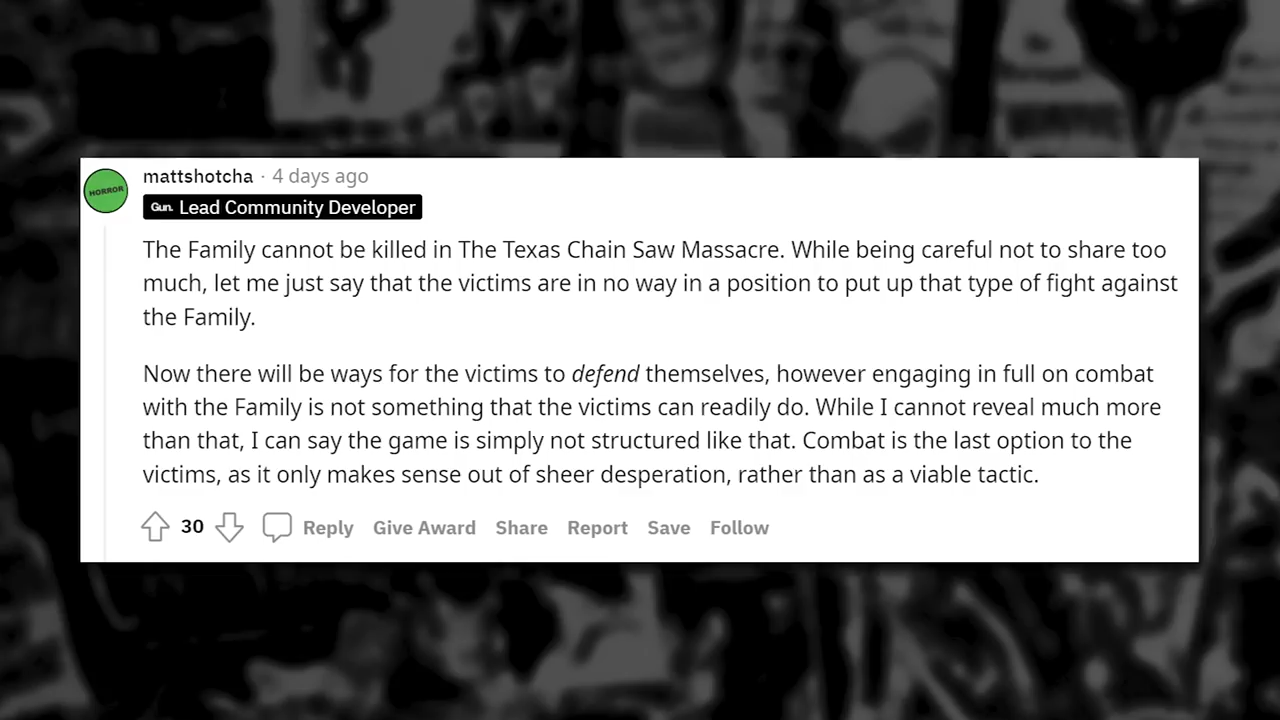 mattshotcha · 4 days ago
HORROR
Gun. Lead Community Developer
The Family cannot be killed in The Texas Chain Saw Massacre. While being careful not to share too
much, let me just say that the victims are in no way in a position to put up that type of fight against
the Family.
Now there will be ways for the victims to defend themselves, however engaging in full on combat
with the Family is not something that the victims can readily do. While I cannot reveal much more
than that, I can say the game is simply not structured like that. Combat is the last option to the
victims, as it only makes sense out of sheer desperation, rather than as a viable tactic.
30 Reply Give Award Share Report Save Follow